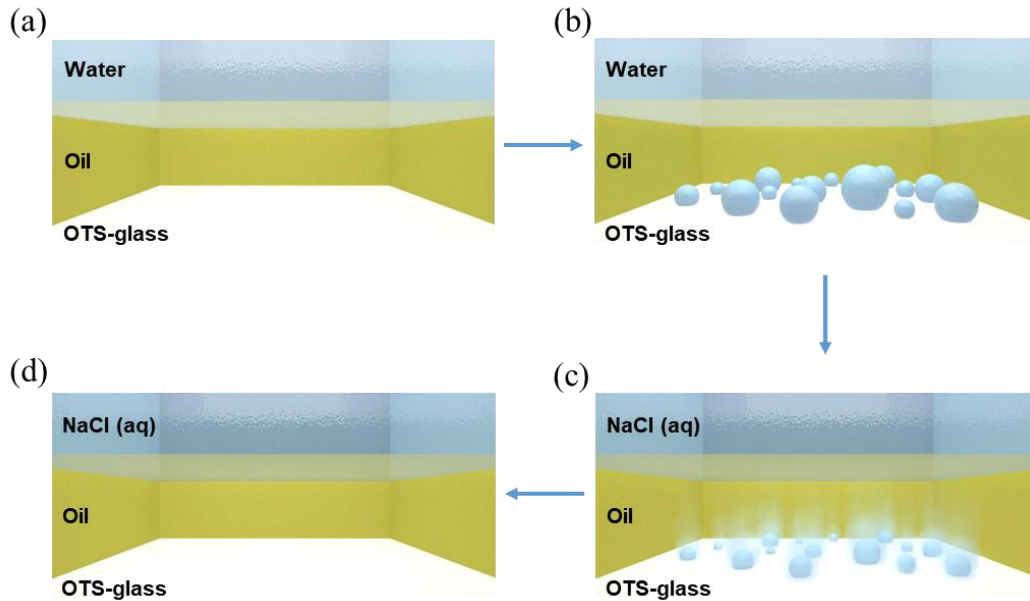 (a)
Water
Oil
OTS-glass
(b)
Water
Oil
OTS-glass
(d)
NaCl (aq)
Oil
OTS-glass
(c)
NaCl (aq)
Oil
OTS-glass